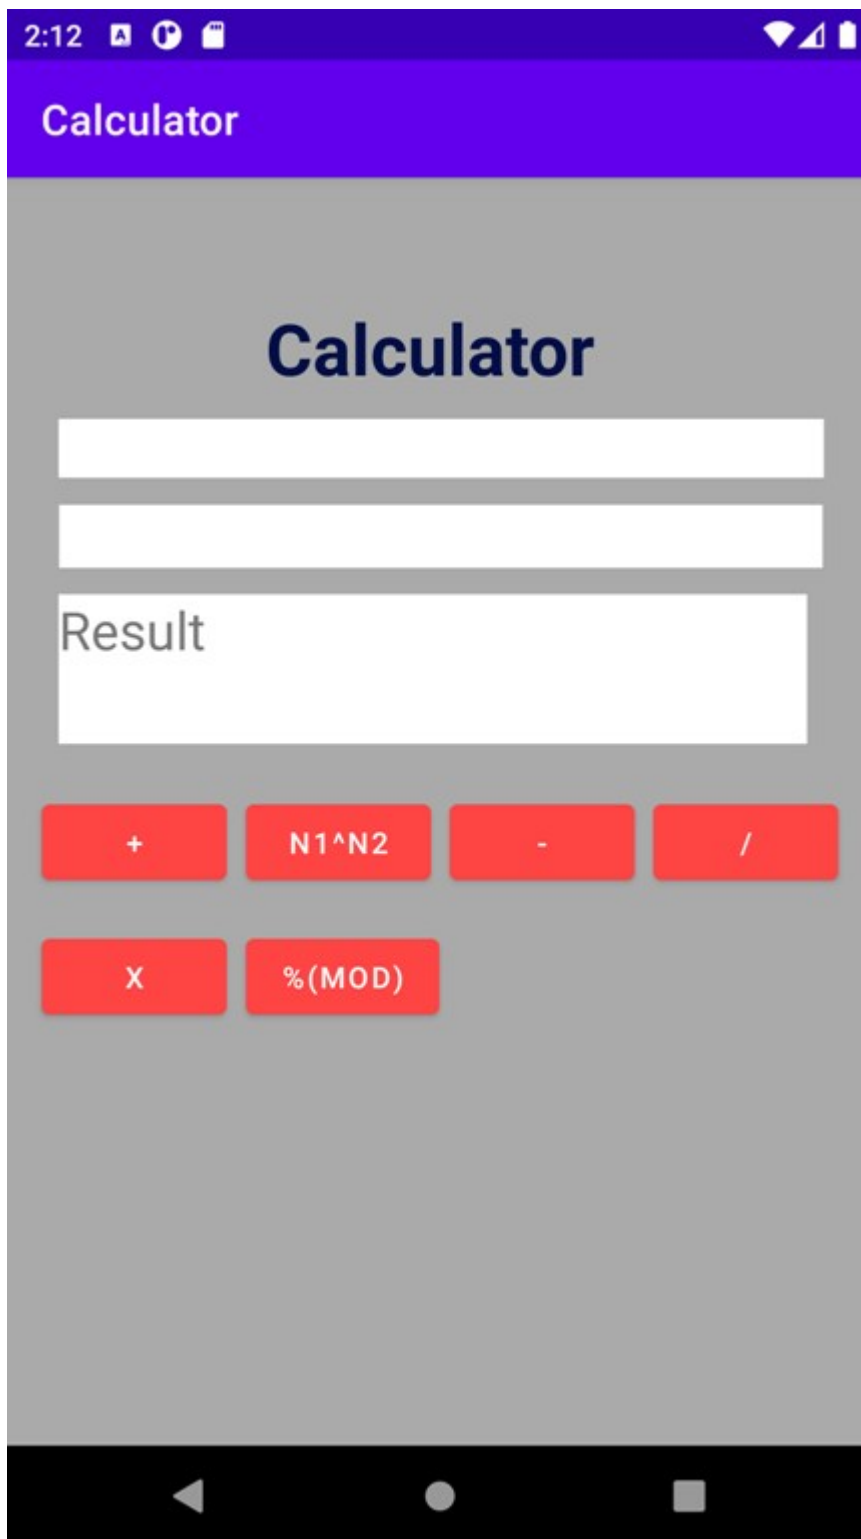 2:12
Calculator
Calculator
Result
+ N1^N2 - /
X %(MOD)